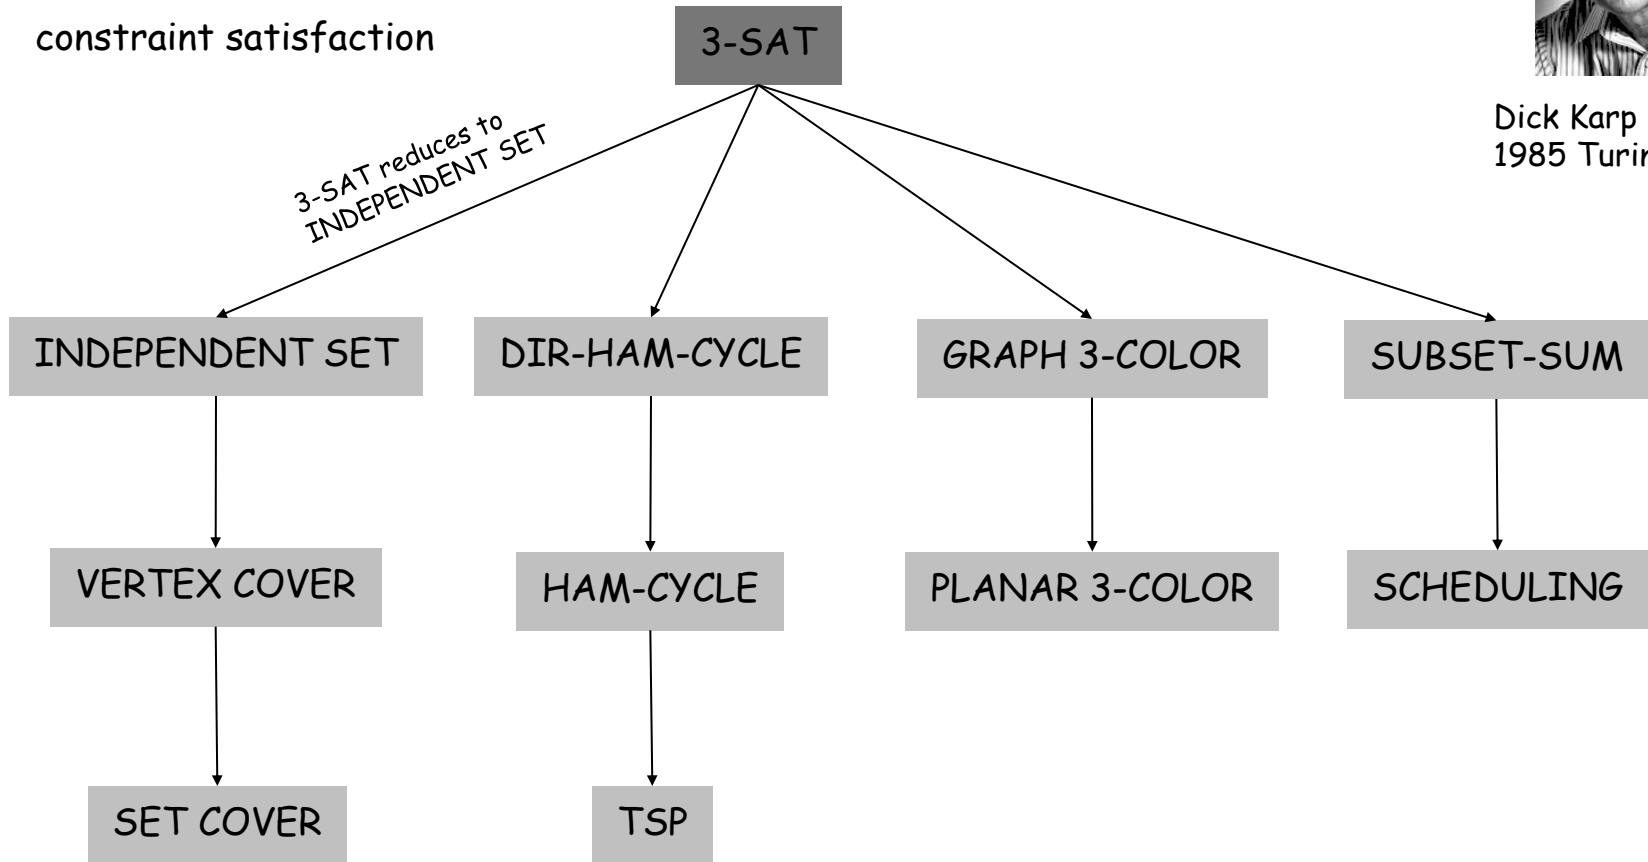 constraint satisfaction
3-SAT
Dick Karp
1985
3-SAT reduces to
INDEPENDENT SET
INDEPENDENT SET
DIR-HAM-CYCLE
GRAPH 3-COLOR
SUBSET-SUM
VERTEX COVER
HAM-CYCLE
PLANAR 3-COLOR
SCHEDULING
SET COVER
TSP